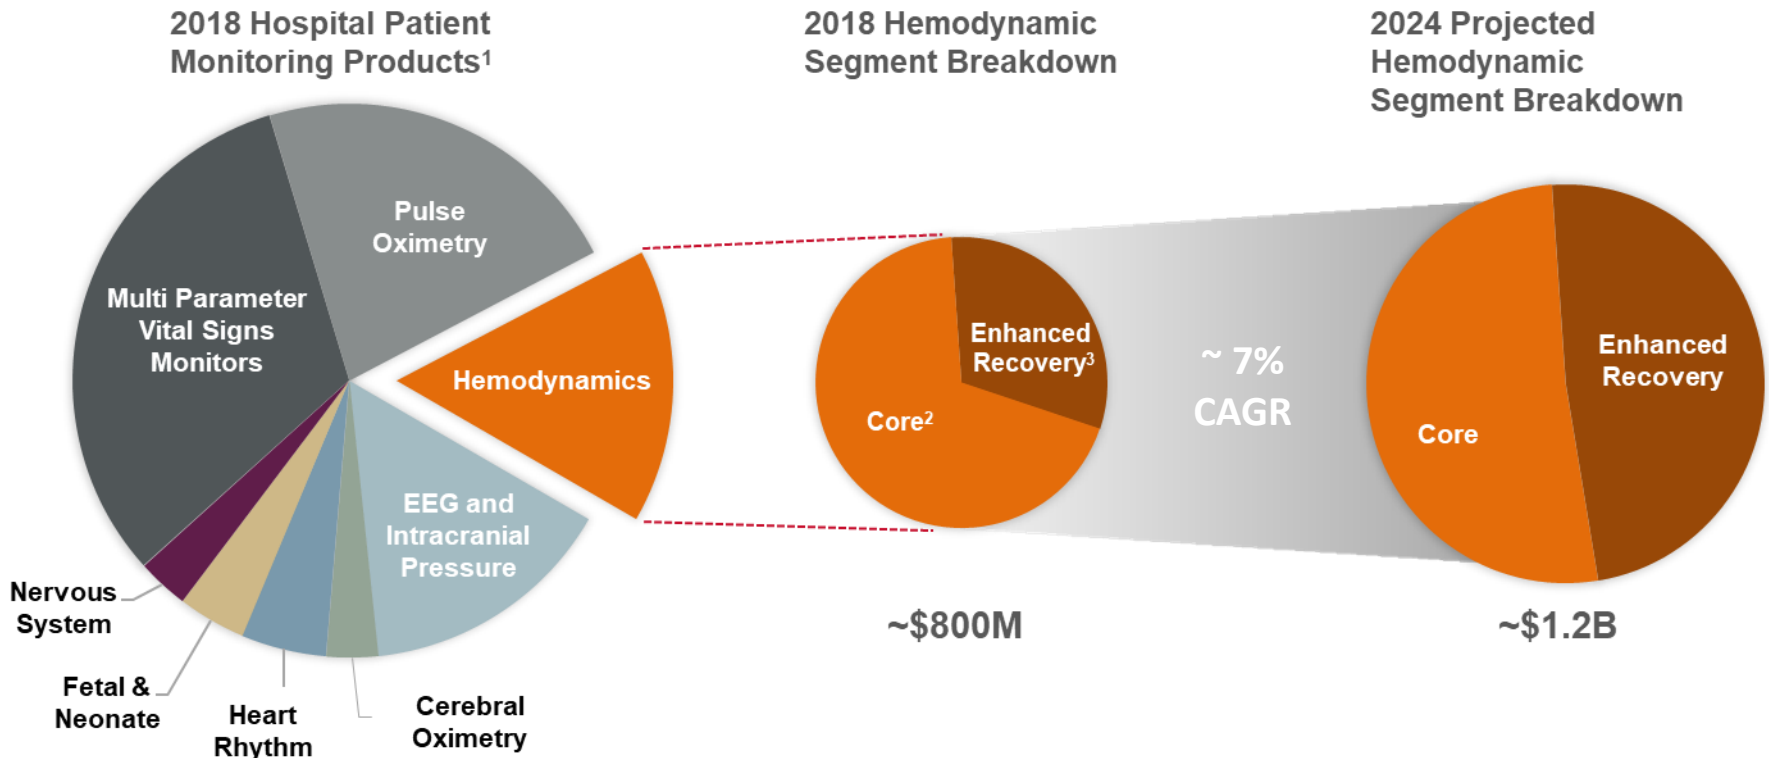 2018 Hospital Patient
Monitoring Products¹
2018 Hemodynamic
Segment Breakdown
2024 Projected
Hemodynamic
Segment Breakdown
Pulse
Oximetry
Multi Parameter
Vital Signs
Monitors
Hemodynamics
EEG and
Intracranial
Pressure
Nervous
System
Fetal &
Neonate
Heart
Rhythm
Cerebral
Oximetry
Enhanced
Recovery³
Core²
~$800M
~ 7%
CAGR
Enhanced
Recovery
Core
~$1.2B